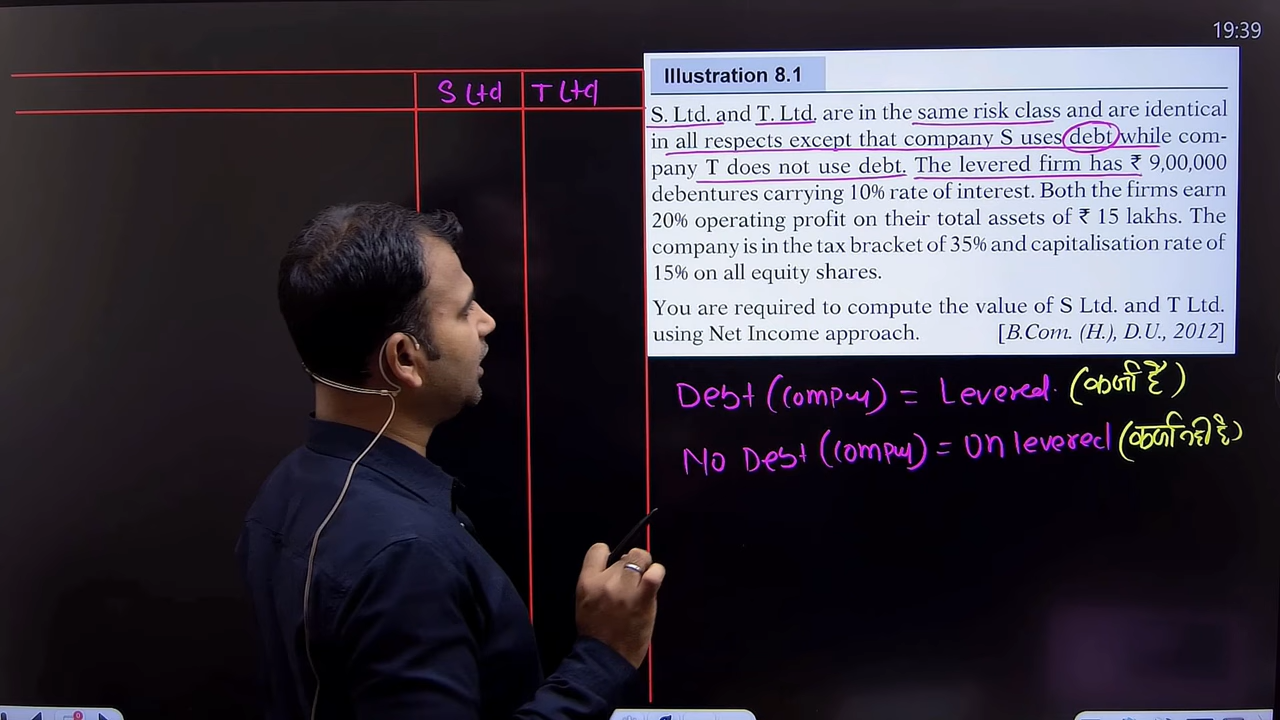 19:39
S Ltd T Ltd
Illustration 8.1
S. Ltd. and T. Ltd. are in the same risk class and are identical
in all respects except that company S uses debt while com-
pany T does not use debt. The levered firm has ₹ 9,00,000
debentures carrying 10% rate of interest. Both the firms earn
20% operating profit on their total assets of ₹ 15 lakhs. The
company is in the tax bracket of 35% and capitalisation rate of
15% on all equity shares.
You are required to compute the value of S Ltd. and T Ltd.
using Net Income approach. [B.Com. (H.), D.U., 2012]
Debt (compny) = Levered. (कर्जा है)
No Debt (compny) = Unlevered (कर्जा नही है)